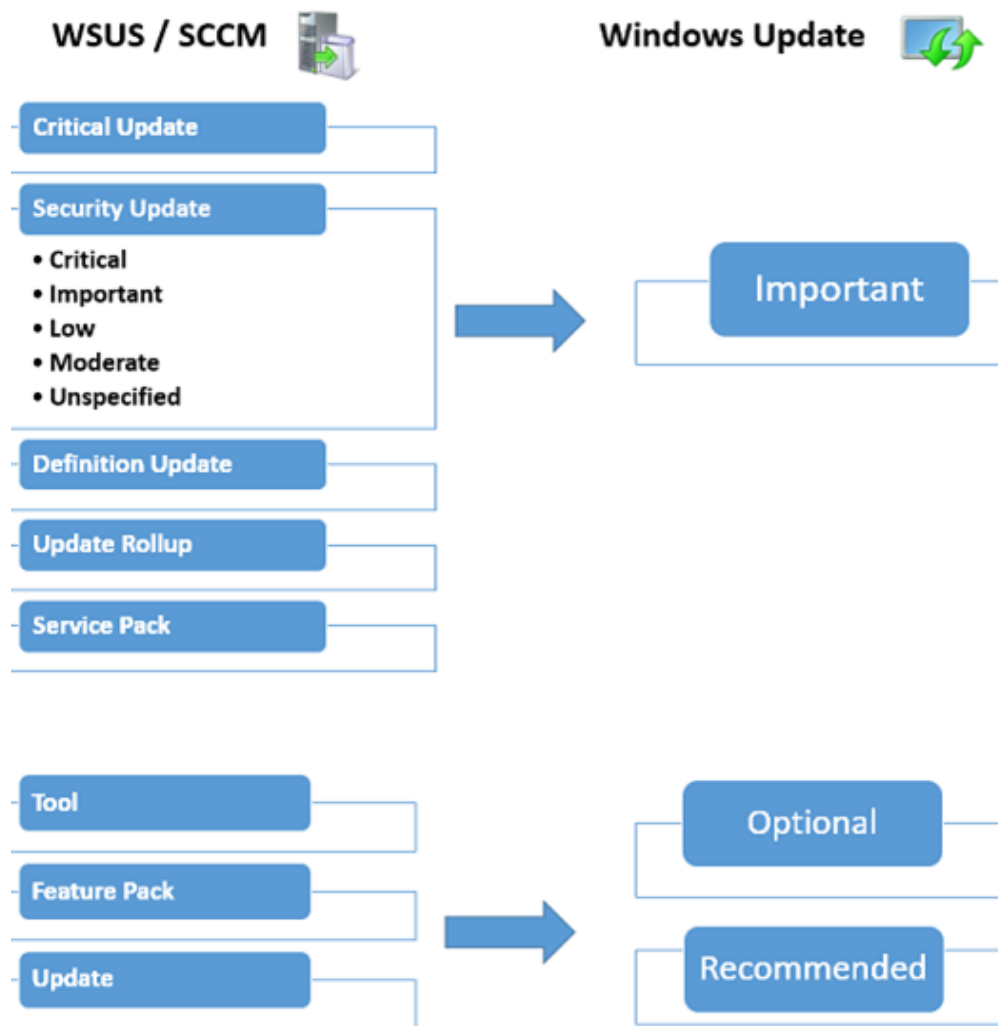 WSUS / SCCM
Windows Update
Critical Update
Security Update
• Critical
• Important
• Low
• Moderate
• Unspecified
Important
Definition Update
Update Rollup
Service Pack
Tool
Optional
Feature Pack
Recommended
Update